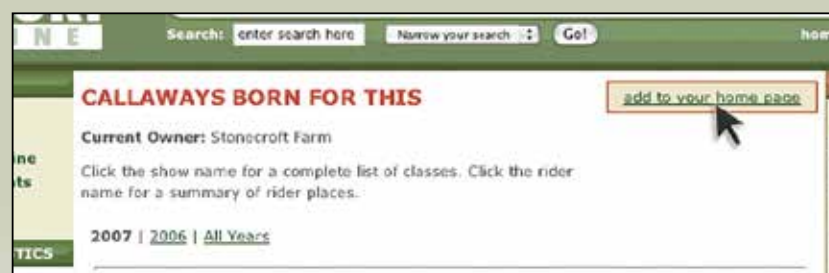 Search: enter search here Narrow your search Go!
CALLAWAYS BORN FOR THIS
add to your home page
Current Owner: Stonecroft Farm
Click the show name for a complete list of classes. Click the rider
name for a summary of rider places.
2007 | 2006 | All Years